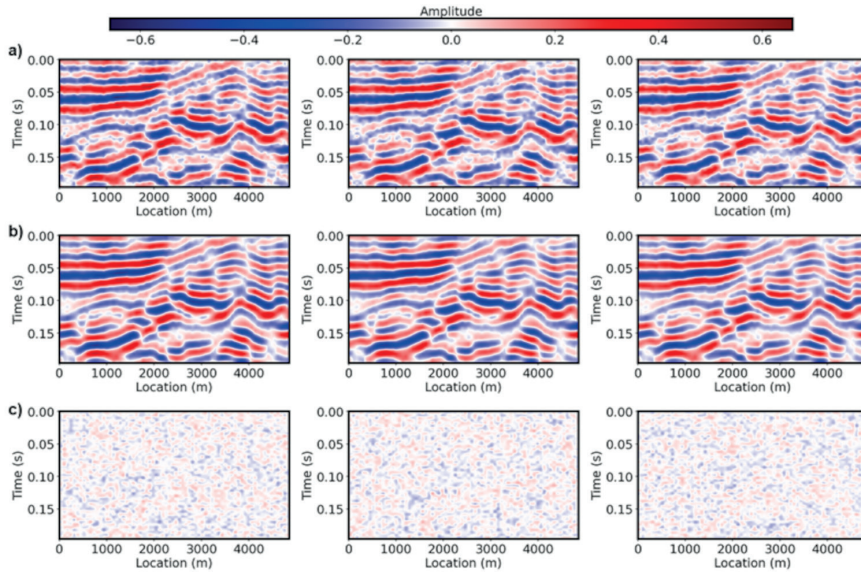 Amplitude
−0.6 −0.4 −0.2 0.0 0.2 0.4 0.6
a)
0.00 0.00 0.00
0.05 0.05 0.05
0.10 0.10 0.10
0.15 0.15 0.15
Time (s) Time (s) Time (s)
0 1000 2000 3000 4000 0 1000 2000 3000 4000 0 1000 2000 3000 4000
Location (m) Location (m) Location (m)
b)
0.00 0.00 0.00
0.05 0.05 0.05
0.10 0.10 0.10
0.15 0.15 0.15
Time (s) Time (s) Time (s)
0 1000 2000 3000 4000 0 1000 2000 3000 4000 0 1000 2000 3000 4000
Location (m) Location (m) Location (m)
c)
0.00 0.00 0.00
0.05 0.05 0.05
0.10 0.10 0.10
0.15 0.15 0.15
Time (s) Time (s) Time (s)
0 1000 2000 3000 4000 0 1000 2000 3000 4000 0 1000 2000 3000 4000
Location (m) Location (m) Location (m)